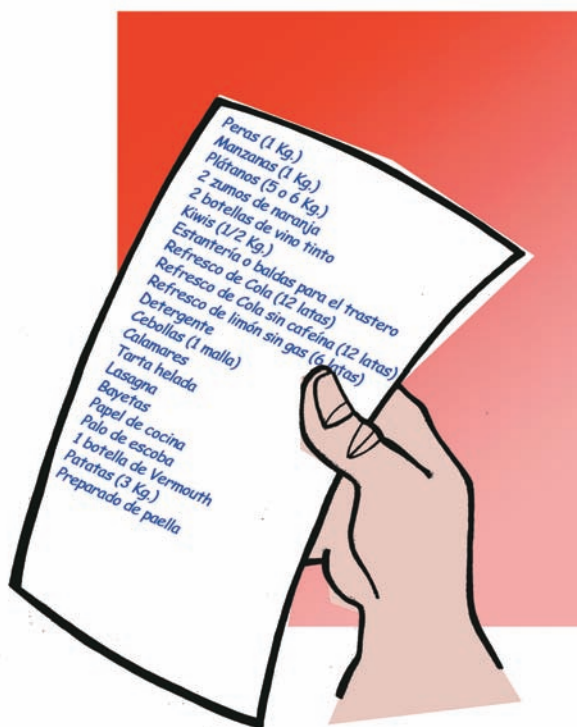 Peras (1 Kg.)
Manzanas (1 Kg.)
Plátanos (5 o 6 Kg.)
2 zumos de naranja
2 botellas de vino tinto
Kiwis (1/2 Kg.)
Estantería o baldas para el trastero
Refresco de Cola (12 latas)
Refresco de Cola sin cafeína (12 latas)
Refresco de limón sin gas (6 latas)
Detergente
Cebollas (1 malla)
Calamares
Tarta helada
Lasagna
Bayetas
Papel de cocina
Palo de escoba
1 botella de Vermouth
Patatas (3 Kg.)
Preparado de paella